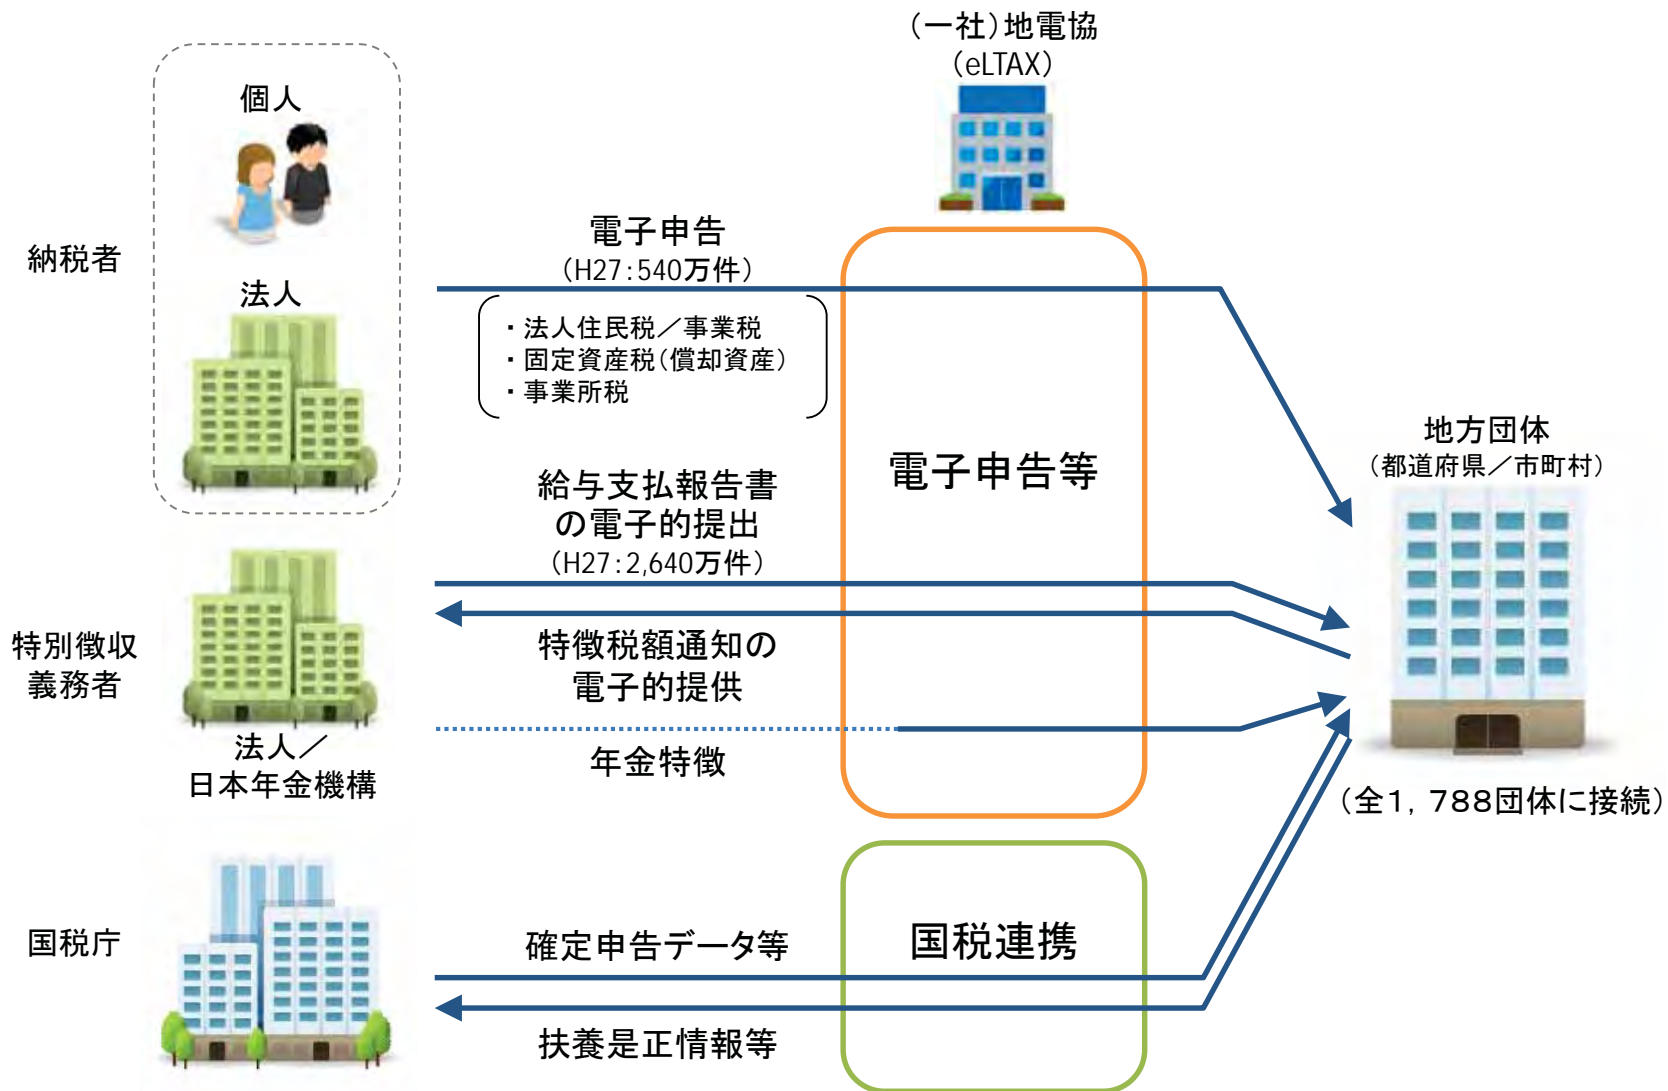 (一社)地電協
(eLTAX)
個人
納税者
法人
電子申告
(H27:540万件)
・法人住民税／事業税
・固定資産税(償却資産)
・事業所税
電子申告等
地方団体
(都道府県／市町村)
給与支払報告書
の電子的提出
(H27:2,640万件)
特別徴収
義務者
特徴税額通知の
電子的提供
法人／
日本年金機構
年金特徴
(全1，788団体に接続)
国税庁
確定申告データ等
国税連携
扶養是正情報等